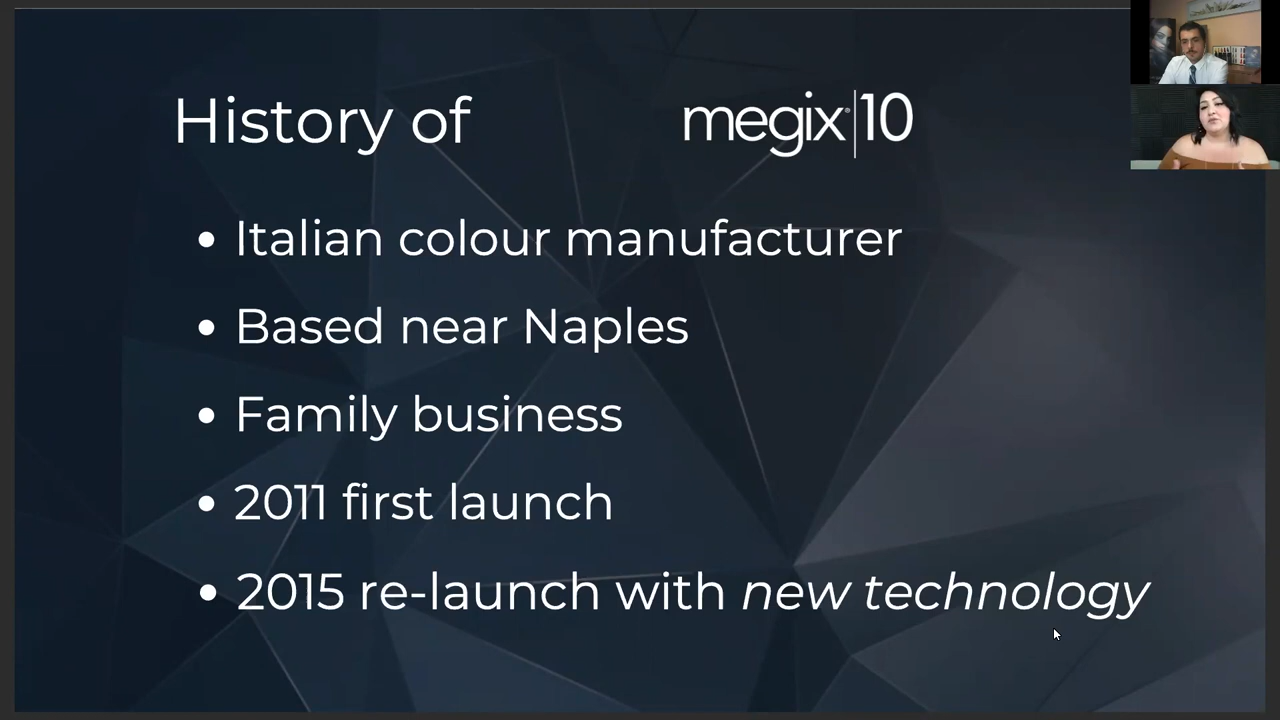 History of
megix®|10
• Italian colour manufacturer
• Based near Naples
• Family business
• 2011 first launch
• 2015 re-launch with new technology